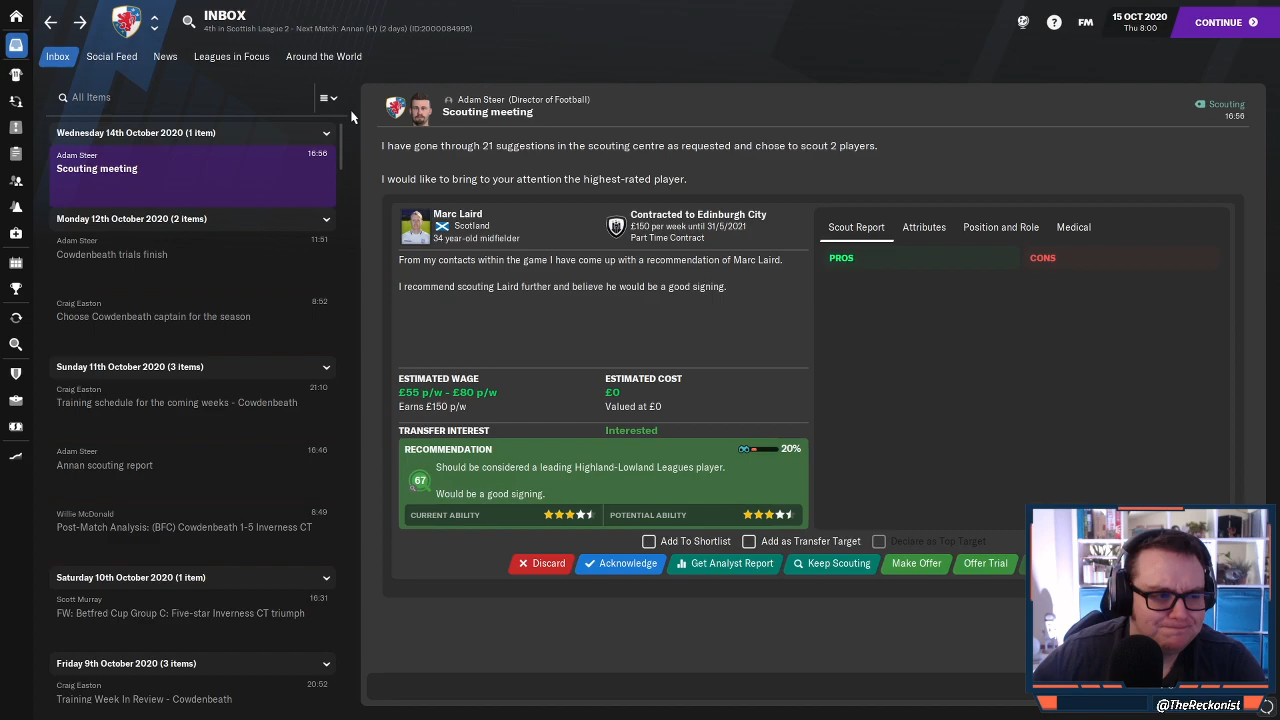 INBOX
4th in Scottish League 2 - Next Match: Annan (H) (2 days) (ID:2000084995)
FM
15 OCT 2020
Thu 8:00
CONTINUE
Inbox
Social Feed
News
Leagues in Focus
Around the World
All Items
Wednesday 14th October 2020 (1 item)
Adam Steer
16:56
Scouting meeting
Monday 12th October 2020 (2 items)
Adam Steer
11:51
Cowdenbeath trials finish
Craig Easton
8:52
Choose Cowdenbeath captain for the season
Sunday 11th October 2020 (3 items)
Craig Easton
21:10
Training schedule for the coming weeks - Cowdenbeath
Adam Steer
16:46
Annan scouting report
Willie McDonald
8:49
Post-Match Analysis: (BFC) Cowdenbeath 1-5 Inverness CT
Saturday 10th October 2020 (1 item)
Scott Murray
16:31
FW: Betfred Cup Group C: Five-star Inverness CT triumph
Friday 9th October 2020 (3 items)
Craig Easton
20:52
Training Week In Review - Cowdenbeath
Adam Steer (Director of Football)
Scouting meeting
Scouting
16:56
I have gone through 21 suggestions in the scouting centre as requested and chose to scout 2 players.
I would like to bring to your attention the highest-rated player.
Marc Laird
Scotland
34 year-old midfielder
Contracted to Edinburgh City
£150 per week until 31/5/2021
Part Time Contract
From my contacts within the game I have come up with a recommendation of Marc Laird.
I recommend scouting Laird further and believe he would be a good signing.
ESTIMATED WAGE
£55 p/w - £80 p/w
Earns £150 p/w
ESTIMATED COST
£0
Valued at £0
TRANSFER INTEREST
Interested
RECOMMENDATION
20%
67
Should be considered a leading Highland-Lowland Leagues player.
Would be a good signing.
CURRENT ABILITY
POTENTIAL ABILITY
Scout Report
Attributes
Position and Role
Medical
PROS
CONS
Add To Shortlist
Add as Transfer Target
Declare as Top Target
Discard
Acknowledge
Get Analyst Report
Keep Scouting
Make Offer
Offer Trial
@TheReckonist